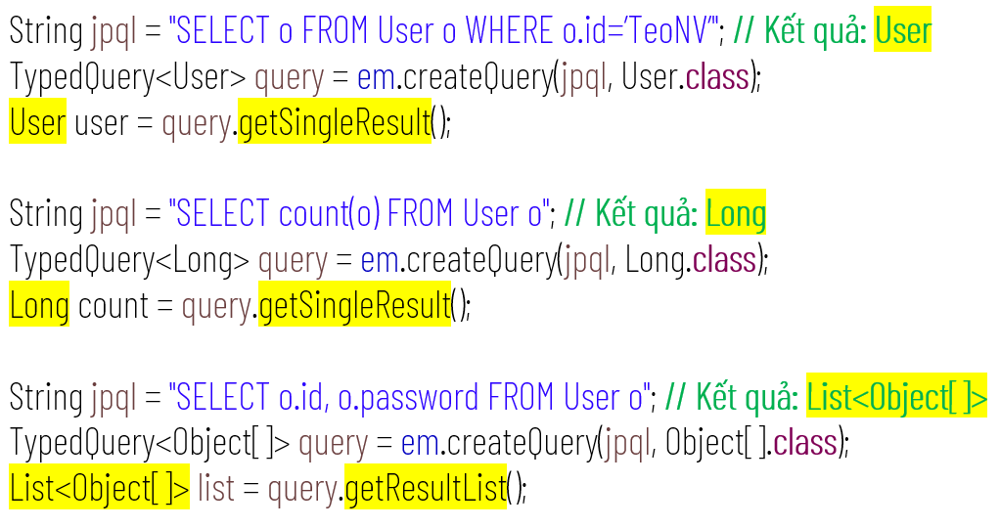 String jpql = "SELECT o FROM User o WHERE o.id=’TeoNV’"; // Kết quả: User
TypedQuery<User> query = em.createQuery(jpql, User.class);
User user = query.getSingleResult();
String jpql = "SELECT count(o) FROM User o"; // Kết quả: Long
TypedQuery<Long> query = em.createQuery(jpql, Long.class);
Long count = query.getSingleResult();
String jpql = "SELECT o.id, o.password FROM User o"; // Kết quả: List<Object[ ]>
TypedQuery<Object[ ]> query = em.createQuery(jpql, Object[ ].class);
List<Object[ ]> list = query.getResultList();